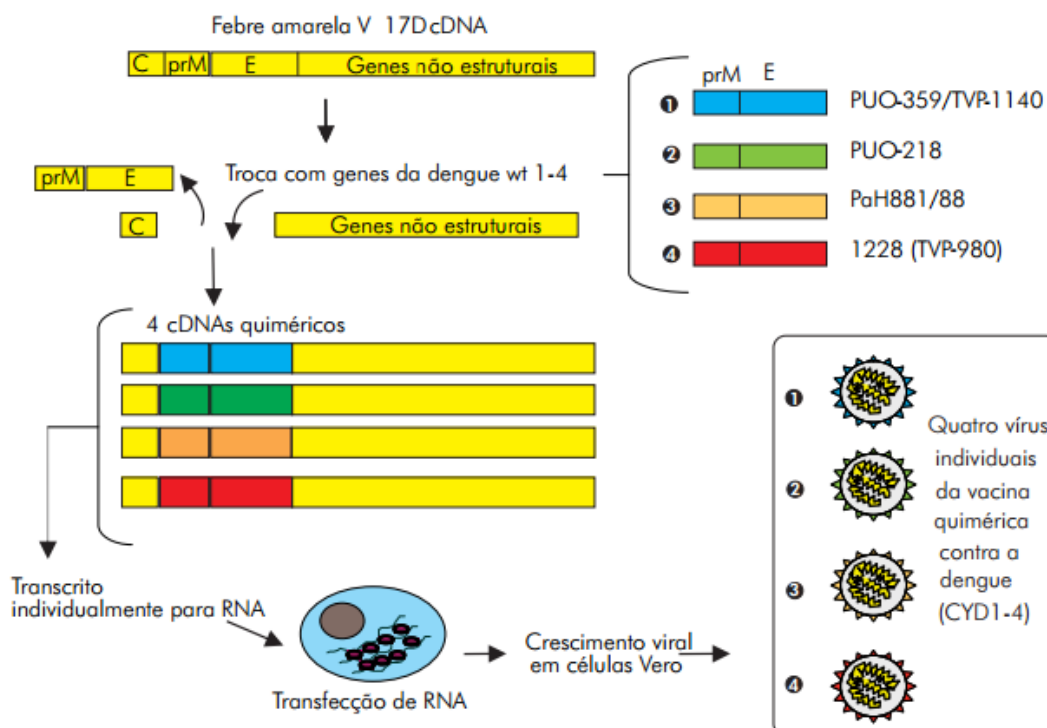 Febre amarela V 17D cDNA
C prM E Genes não estruturais
prM E
❶ PUO-359/TVP-1140
❷ PUO-218
❸ PaH881/88
❹ 1228 (TVP-980)
Troca com genes da dengue wt 1-4
prM E
C
Genes não estruturais
4 cDNAs quiméricos
Transcrito
individualmente para RNA
Transfecção de RNA
Crescimento viral
em células Vero
❶
❷
❸
❹
Quatro vírus
individuais
da vacina
quimérica
contra a
dengue
(CYD1-4)